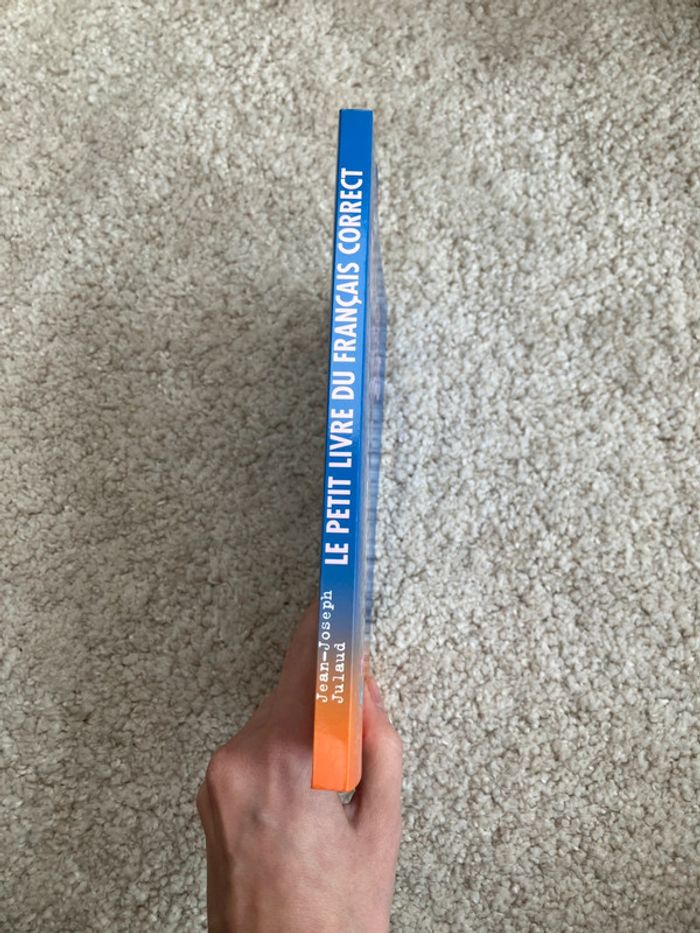 Jean-Joseph
Julaud
LE PETIT LIVRE DU FRANÇAIS CORRECT